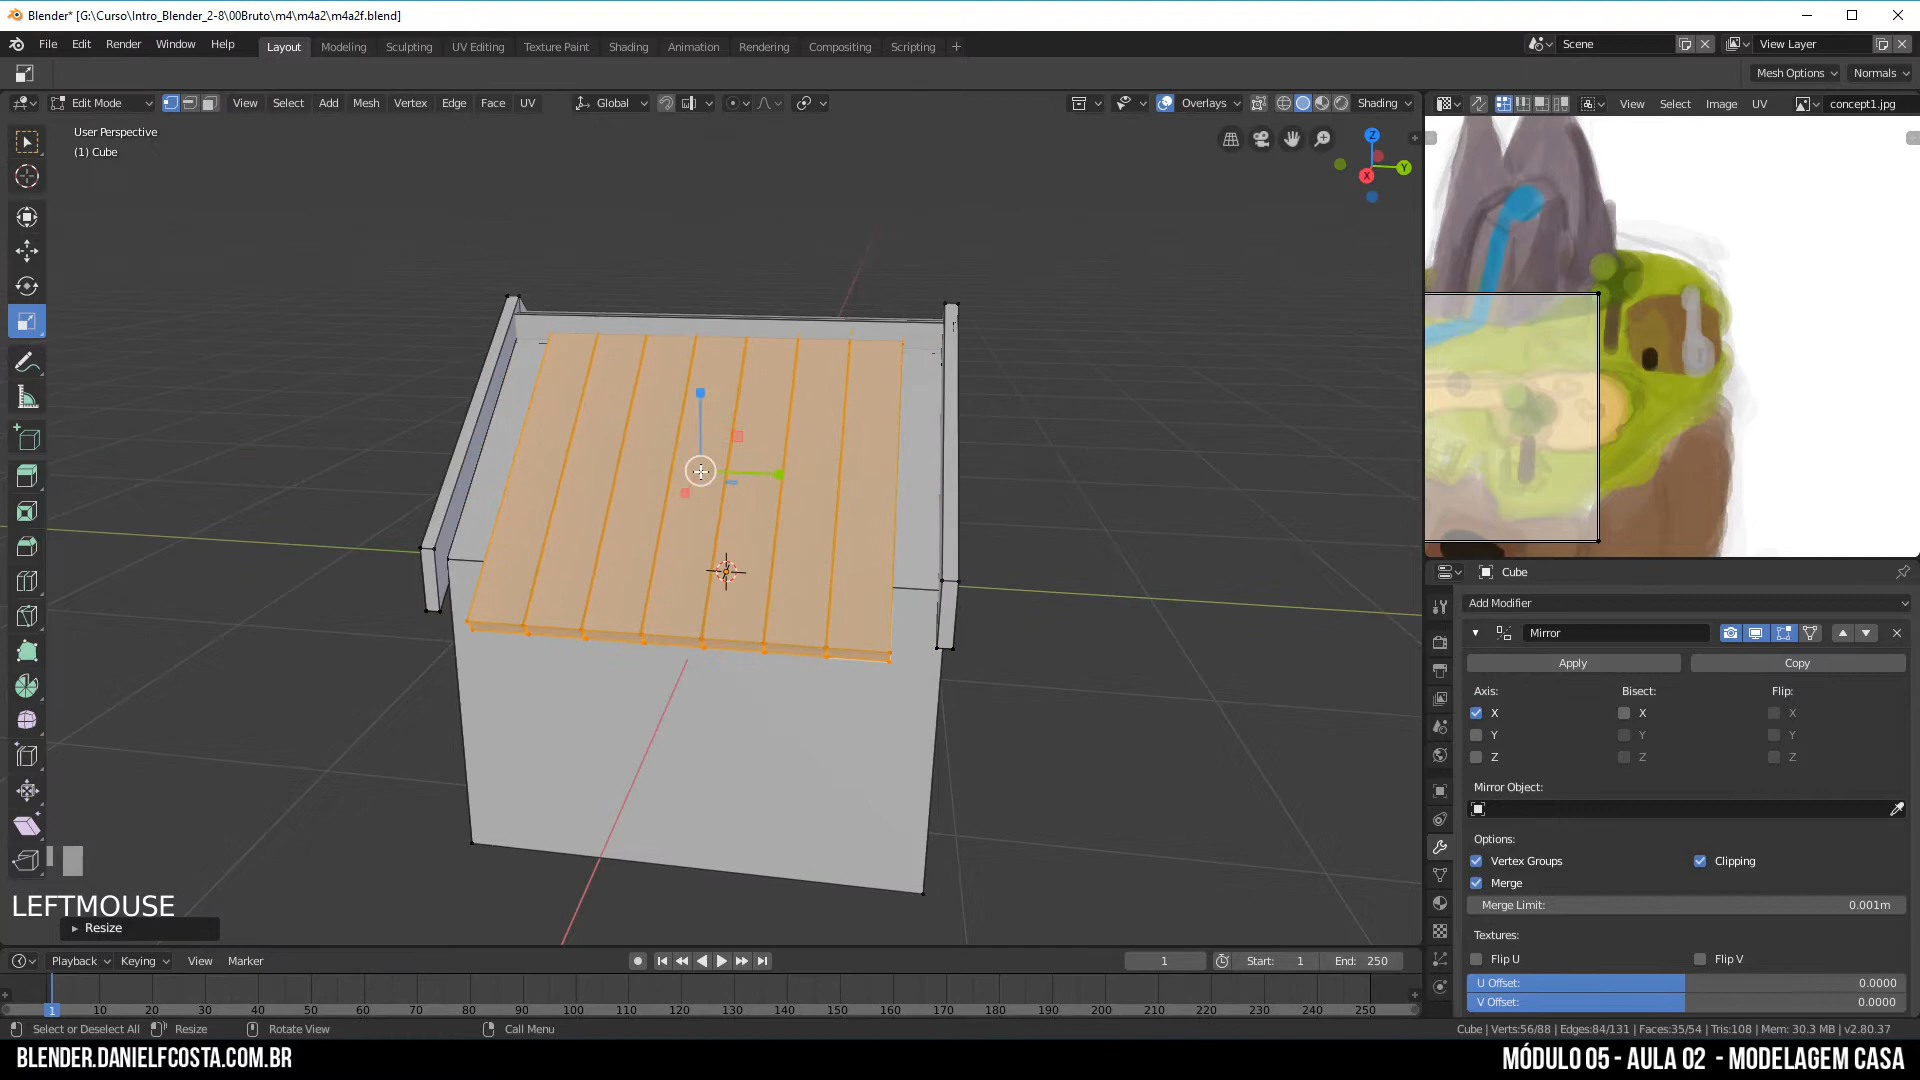 Blender* [G:\Curso\Intro_Blender_2-8\00Bruto\m4\m4a2\m4a2f.blend]
File Edit Render Window Help Layout Modeling Sculpting UV Editing Texture Paint Shading Animation Rendering Compositing Scripting + Scene View Layer
Mesh Options Normals
Edit Mode View Select Add Mesh Vertex Edge Face UV Global Overlays Shading View Select Image UV concept1.jpg
User Perspective
(1) Cube
Z
Y
X
Cube
Add Modifier
Mirror
Apply Copy
Axis: Bisect: Flip:
X X X
Y Y Y
Z Z Z
Mirror Object:
Options:
Vertex Groups Clipping
Merge
Merge Limit: 0.001m
Textures:
Flip U Flip V
U Offset: 0.0000
V Offset: 0.0000
LEFTMOUSE
Resize
Playback Keying View Marker 1 Start: 1 End: 250
1 10 20 30 40 50 60 70 80 90 100 110 120 130 140 150 160 170 180 190 200 210 220 230 240 250
Select or Deselect All Resize Rotate View Call Menu Cube | Verts:56/88 | Edges:84/131 | Faces:35/54 | Tris:108 | Mem: 30.3 MB | v2.80.37
BLENDER.DANIELFCOSTA.COM.BR MÓDULO 05 - AULA 02 - MODELAGEM CASA